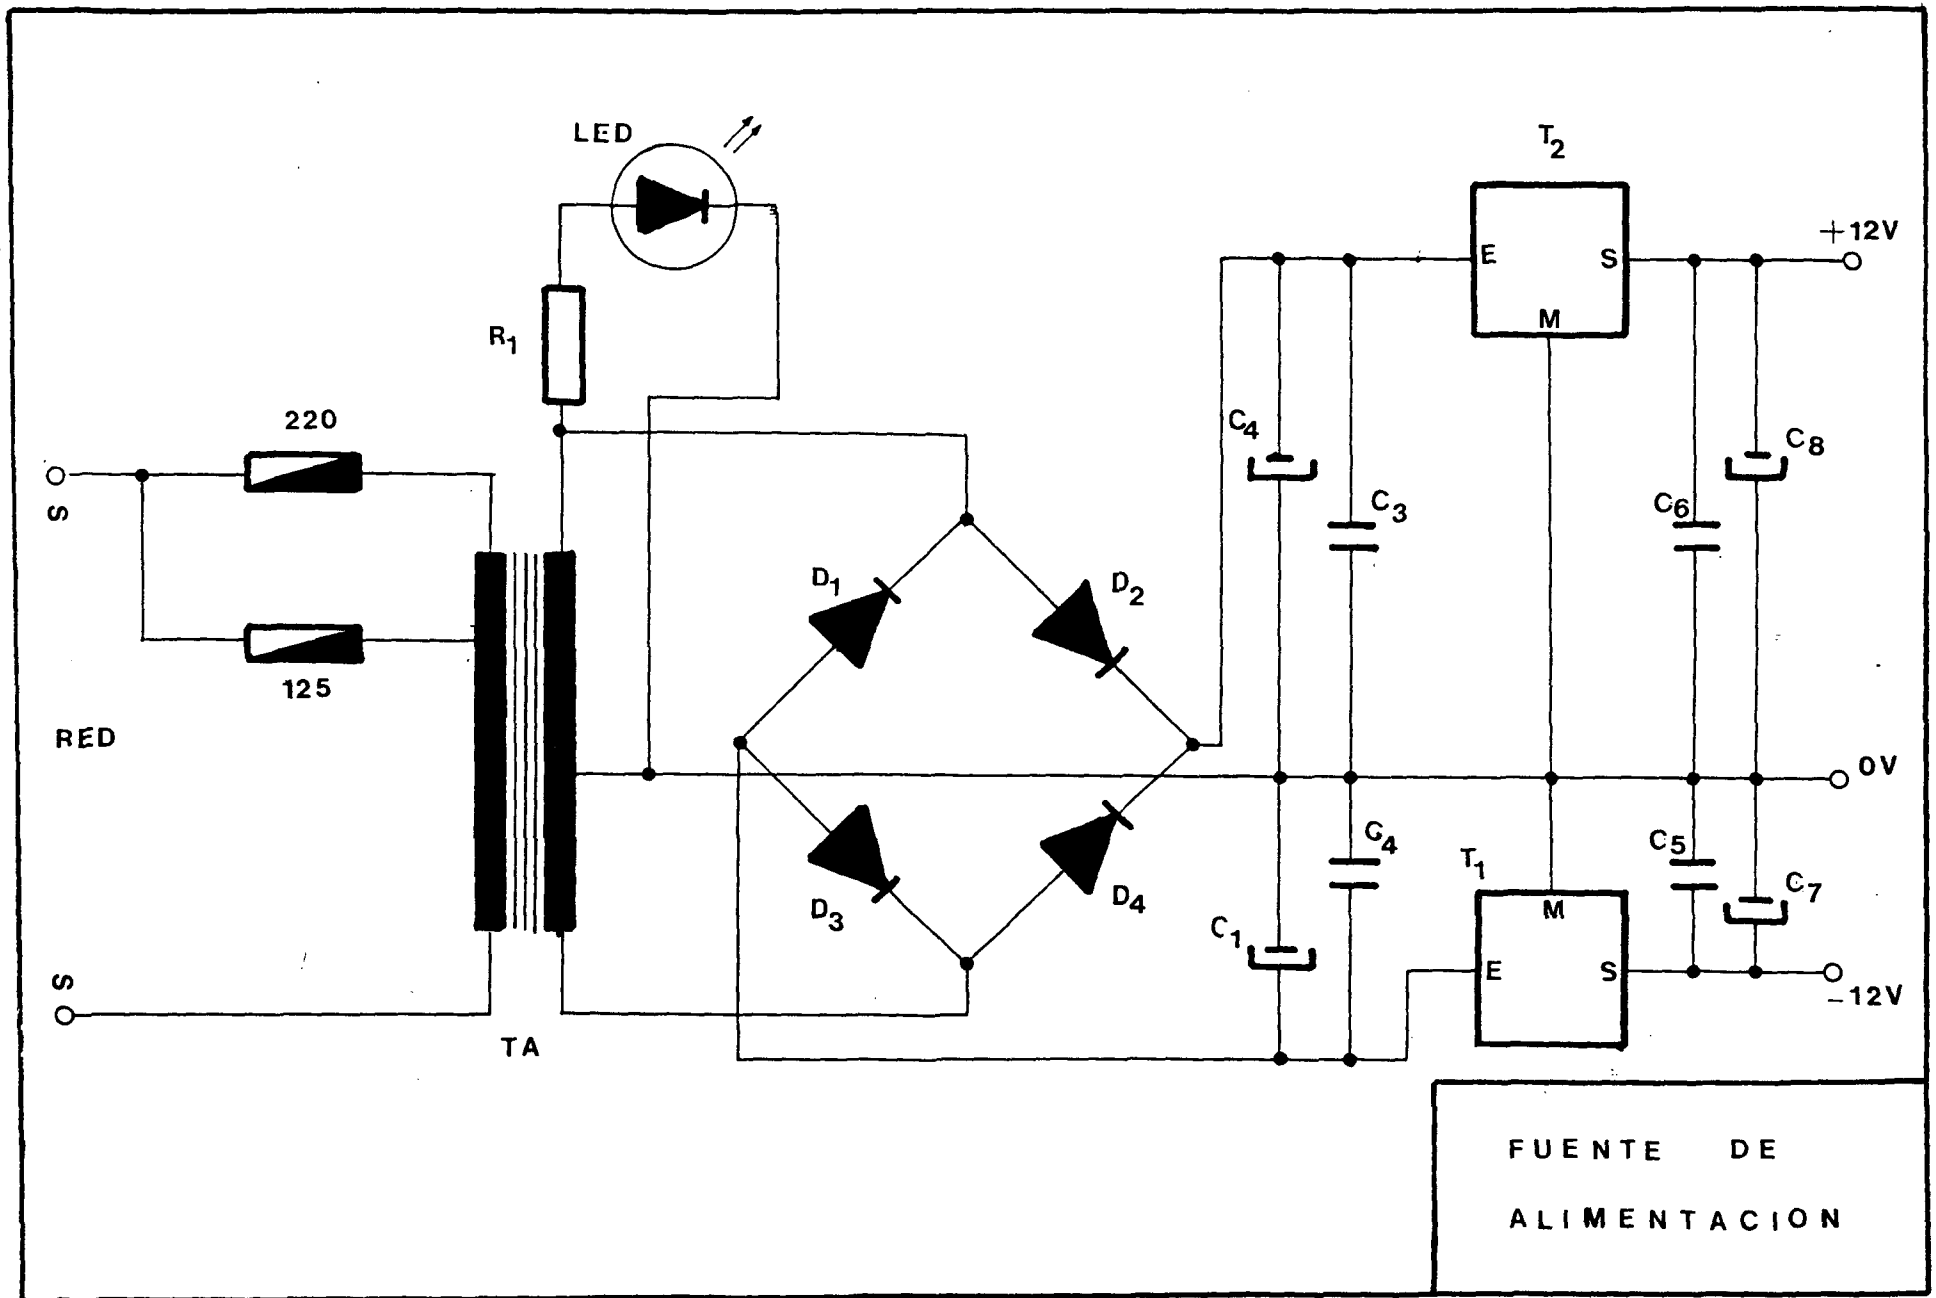 LED
T2
+12V
E
S
M
R1
220
C4
C8
S
C3
C6
D1
D2
125
RED
0V
C4
C5
T1
D3
D4
C1
M
C7
E
S
S
-12V
TA
FUENTE DE
ALIMENTACION